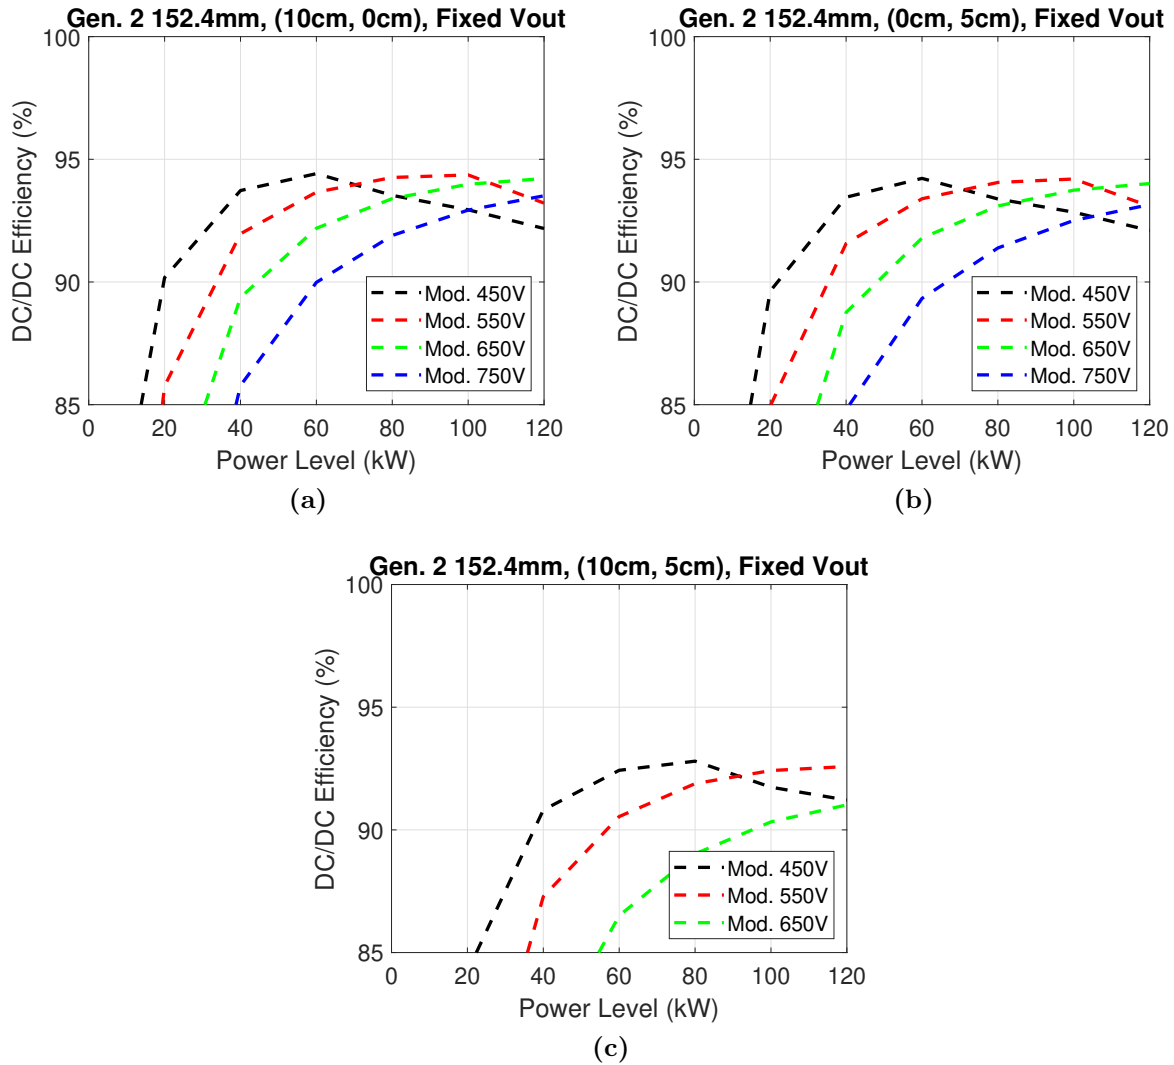 Gen. 2 152.4mm, (10cm, 0cm), Fixed Vout
100
95
90
85
DC/DC Efficiency (%)
Mod. 450V
Mod. 550V
Mod. 650V
Mod. 750V
0 20 40 60 80 100 120
Power Level (kW)
(a)
Gen. 2 152.4mm, (0cm, 5cm), Fixed Vout
100
95
90
85
DC/DC Efficiency (%)
Mod. 450V
Mod. 550V
Mod. 650V
Mod. 750V
0 20 40 60 80 100 120
Power Level (kW)
(b)
Gen. 2 152.4mm, (10cm, 5cm), Fixed Vout
100
95
90
85
DC/DC Efficiency (%)
Mod. 450V
Mod. 550V
Mod. 650V
0 20 40 60 80 100 120
Power Level (kW)
(c)